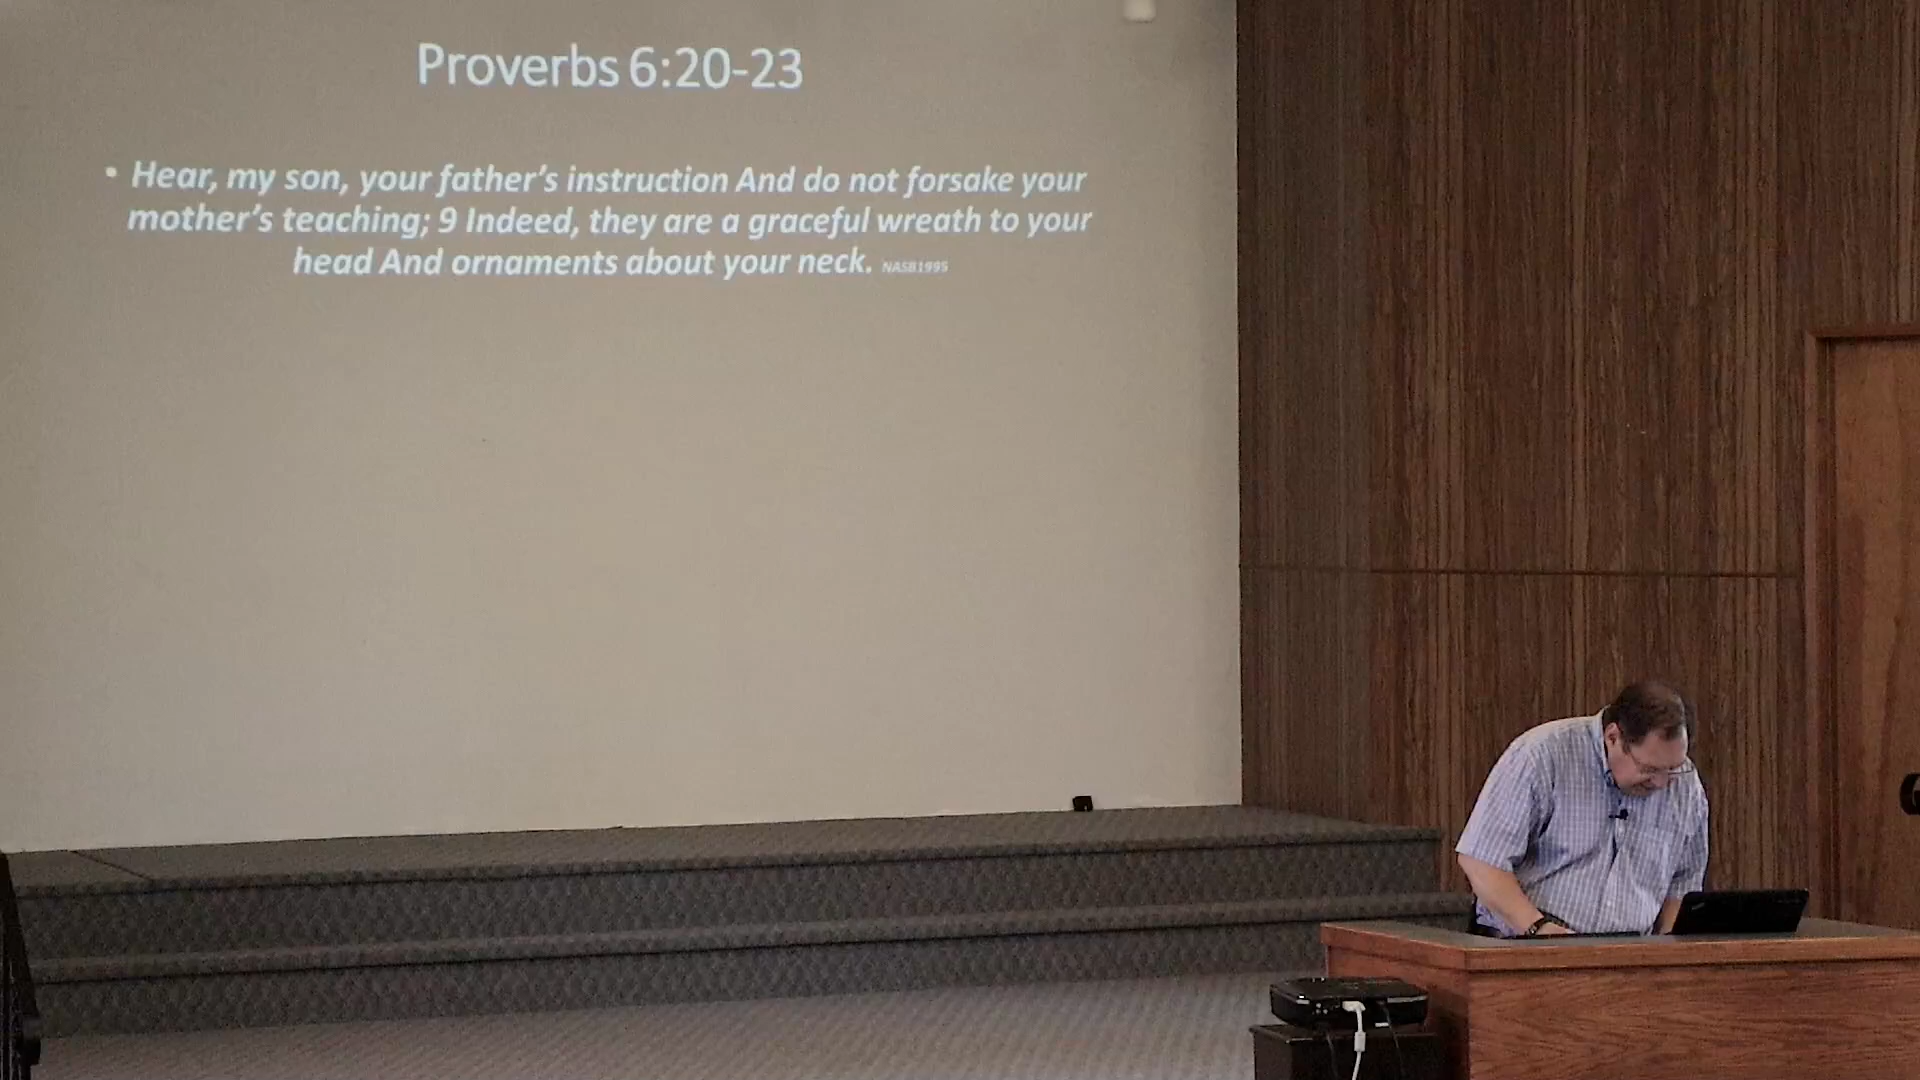 Proverbs 6:20-23
• Hear, my son, your father’s instruction And do not forsake your
mother’s teaching; 9 Indeed, they are a graceful wreath to your
head And ornaments about your neck. NASB1995